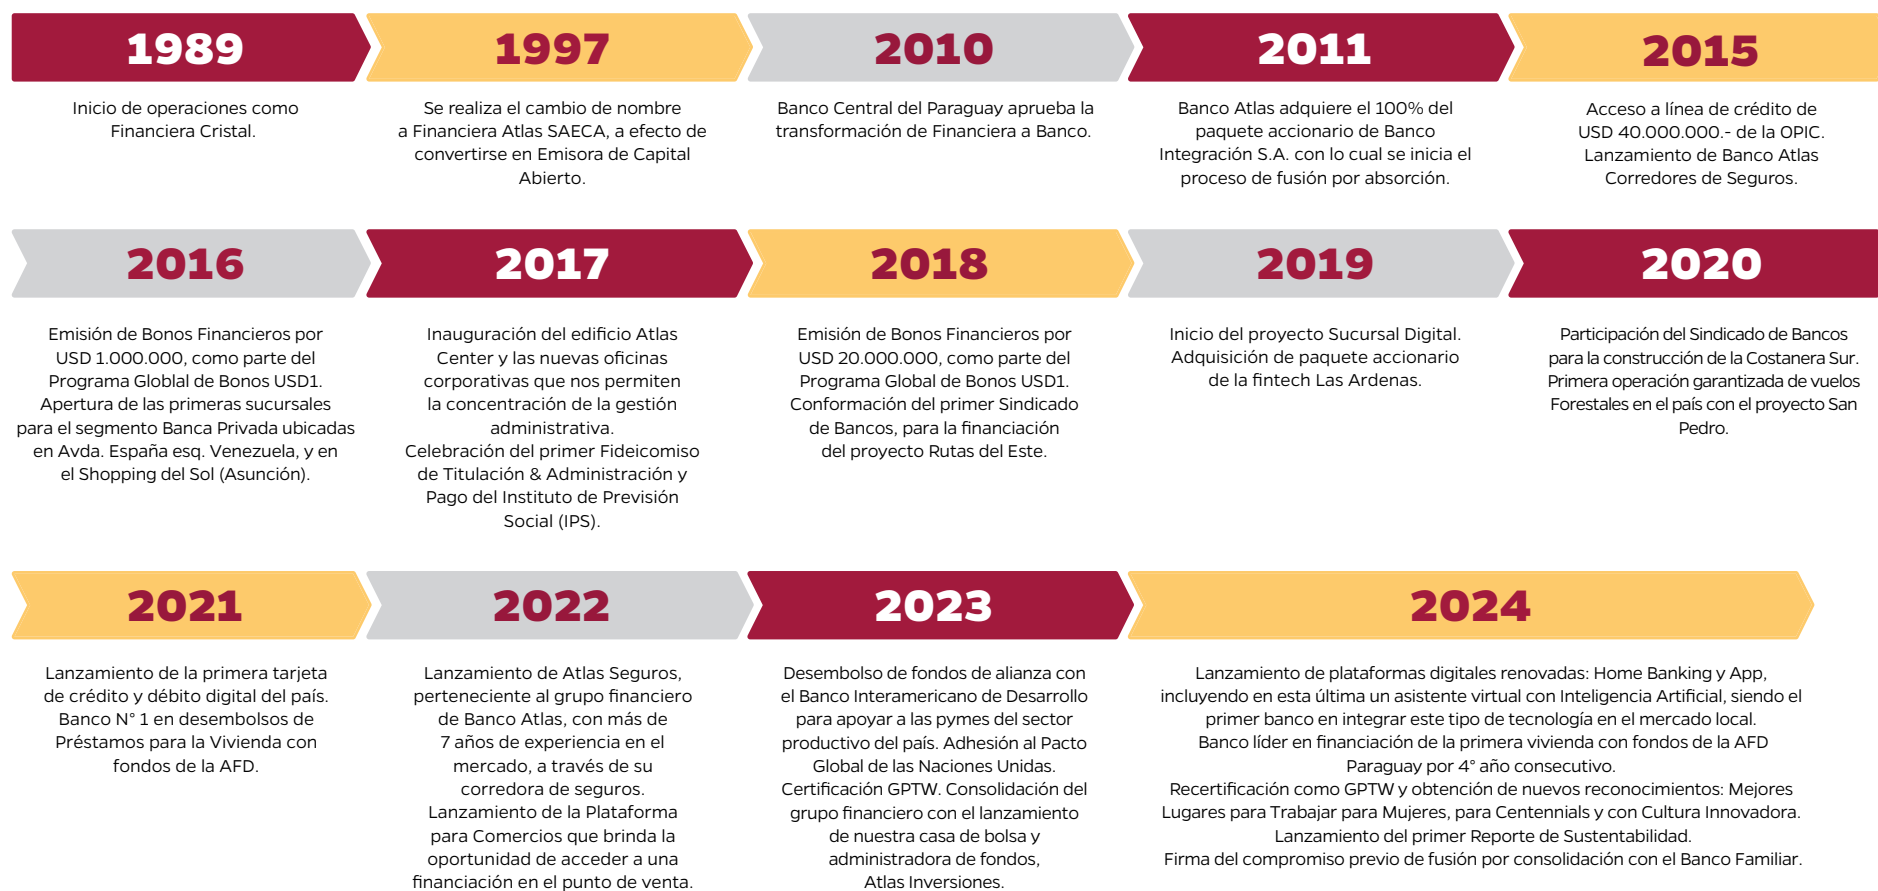 1989
Inicio de operaciones como
Financiera Cristal.
1997
Se realiza el cambio de nombre
a Financiera Atlas SAECA, a efecto de
convertirse en Emisora de Capital
Abierto.
2010
Banco Central del Paraguay aprueba la
transformación de Financiera a Banco.
2011
Banco Atlas adquiere el 100% del
paquete accionario de Banco
Integración S.A. con lo cual se inicia el
proceso de fusión por absorción.
2015
Acceso a línea de crédito de
USD 40.000.000.- de la OPIC.
Lanzamiento de Banco Atlas
Corredores de Seguros.
2016
Emisión de Bonos Financieros por
USD 1.000.000, como parte del
Programa Globlal de Bonos USD1.
Apertura de las primeras sucursales
para el segmento Banca Privada ubicadas
en Avda. España esq. Venezuela, y en
el Shopping del Sol (Asunción).
2017
Inauguración del edificio Atlas
Center y las nuevas oficinas
corporativas que nos permiten
la concentración de la gestión
administrativa.
Celebración del primer Fideicomiso
de Titulación & Administración y
Pago del Instituto de Previsión
Social (IPS).
2018
Emisión de Bonos Financieros por
USD 20.000.000, como parte del
Programa Global de Bonos USD1.
Conformación del primer Sindicado
de Bancos, para la financiación
del proyecto Rutas del Este.
2019
Inicio del proyecto Sucursal Digital.
Adquisición de paquete accionario
de la fintech Las Ardenas.
2020
Participación del Sindicado de Bancos
para la construcción de la Costanera Sur.
Primera operación garantizada de vuelos
Forestales en el país con el proyecto San
Pedro.
2021
Lanzamiento de la primera tarjeta
de crédito y débito digital del país.
Banco N° 1 en desembolsos de
Préstamos para la Vivienda con
fondos de la AFD.
2022
Lanzamiento de Atlas Seguros,
perteneciente al grupo financiero
de Banco Atlas, con más de
7 años de experiencia en el
mercado, a través de su
corredora de seguros.
Lanzamiento de la Plataforma
para Comercios que brinda la
oportunidad de acceder a una
financiación en el punto de venta.
2023
Desembolso de fondos de alianza con
el Banco Interamericano de Desarrollo
para apoyar a las pymes del sector
productivo del país. Adhesión al Pacto
Global de las Naciones Unidas.
Certificación GPTW. Consolidación del
grupo financiero con el lanzamiento
de nuestra casa de bolsa y
administradora de fondos,
Atlas Inversiones.
2024
Lanzamiento de plataformas digitales renovadas: Home Banking y App,
incluyendo en esta última un asistente virtual con Inteligencia Artificial, siendo el
primer banco en integrar este tipo de tecnología en el mercado local.
Banco líder en financiación de la primera vivienda con fondos de la AFD
Paraguay por 4° año consecutivo.
Recertificación como GPTW y obtención de nuevos reconocimientos: Mejores
Lugares para Trabajar para Mujeres, para Centennials y con Cultura Innovadora.
Lanzamiento del primer Reporte de Sustentabilidad.
Firma del compromiso previo de fusión por consolidación con el Banco Familiar.